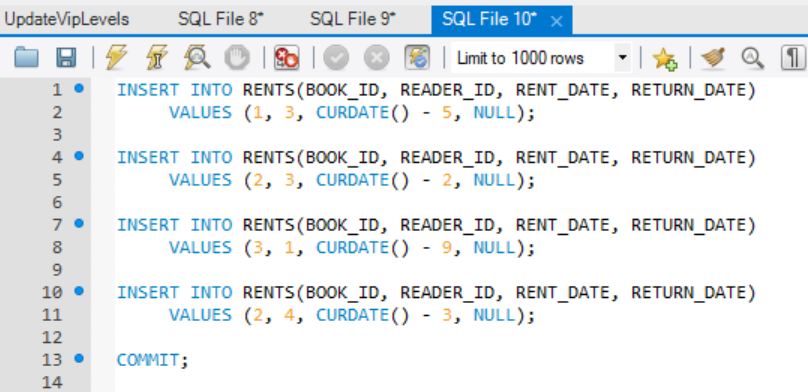 UpdateVipLevels SQL File 8* SQL File 9* SQL File 10* ×
Limit to 1000 rows
1 INSERT INTO RENTS(BOOK_ID, READER_ID, RENT_DATE, RETURN_DATE)
2 VALUES (1, 3, CURDATE() - 5, NULL);
3
4 INSERT INTO RENTS(BOOK_ID, READER_ID, RENT_DATE, RETURN_DATE)
5 VALUES (2, 3, CURDATE() - 2, NULL);
6
7 INSERT INTO RENTS(BOOK_ID, READER_ID, RENT_DATE, RETURN_DATE)
8 VALUES (3, 1, CURDATE() - 9, NULL);
9
10 INSERT INTO RENTS(BOOK_ID, READER_ID, RENT_DATE, RETURN_DATE)
11 VALUES (2, 4, CURDATE() - 3, NULL);
12
13 COMMIT;
14